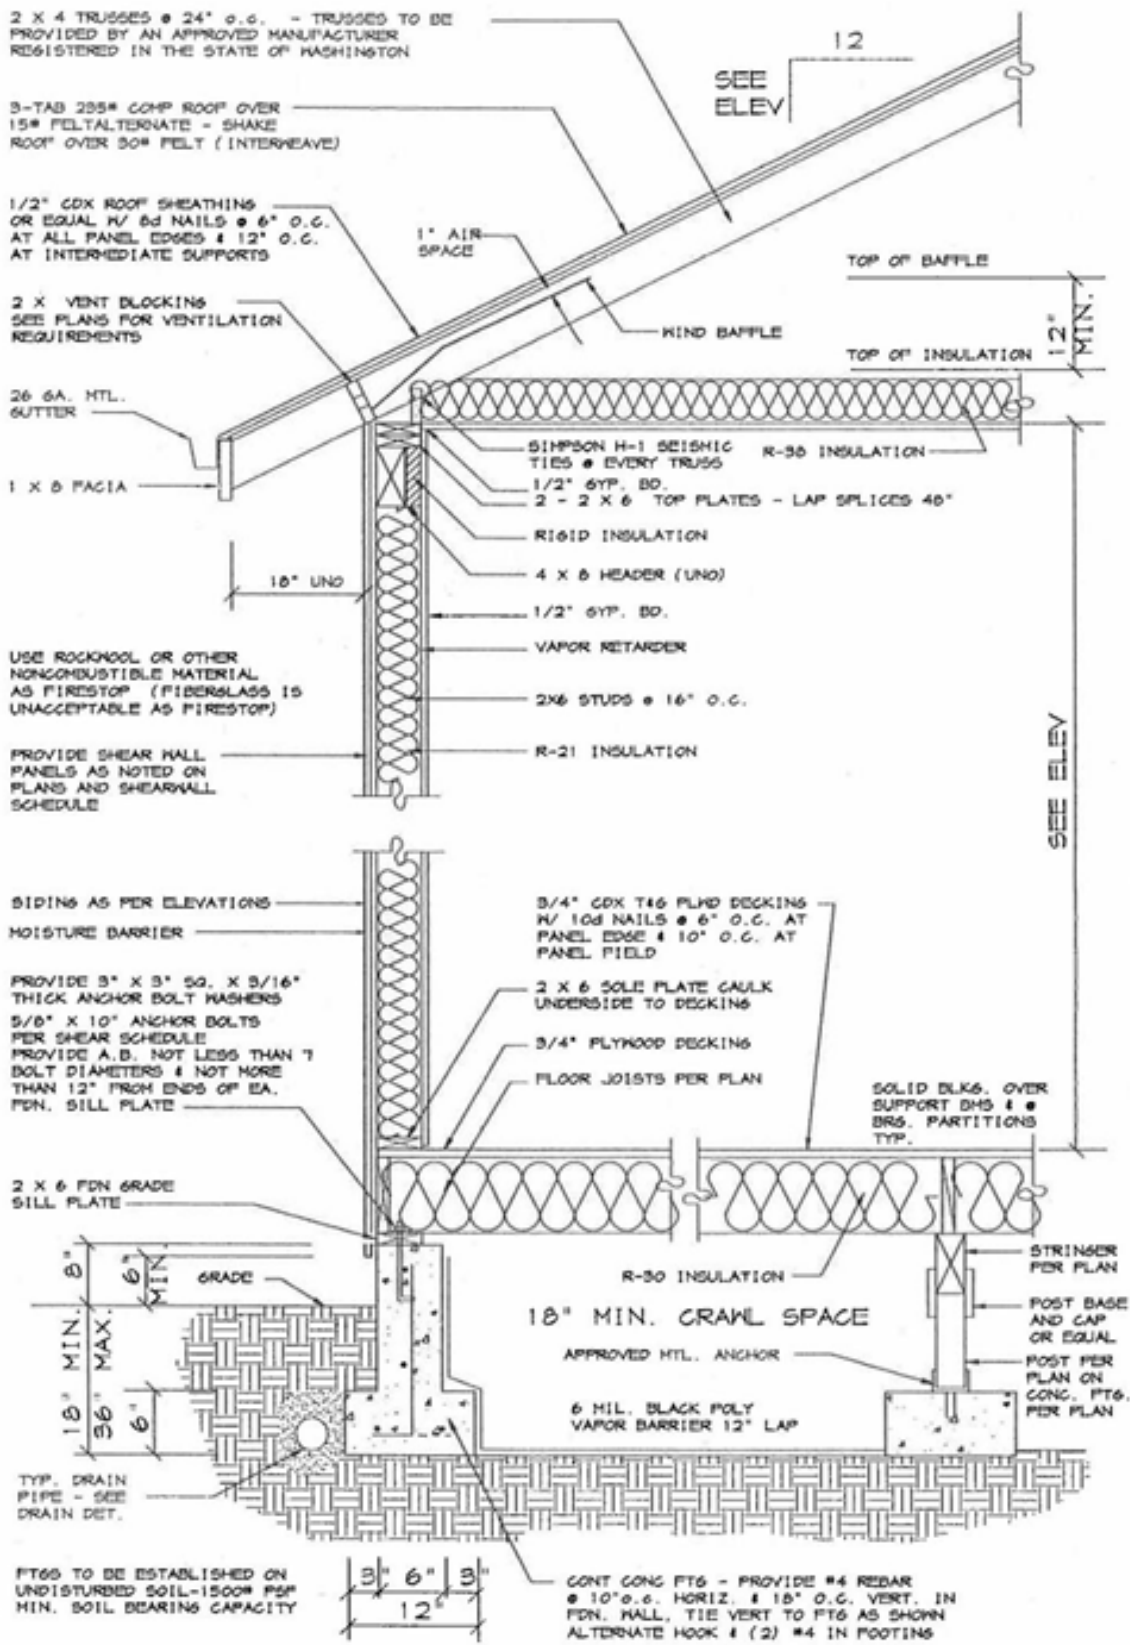 2 X 4 TRUSSES @ 24" O.C. - TRUSSES TO BE
PROVIDED BY AN APPROVED MANUFACTURER
REGISTERED IN THE STATE OF WASHINGTON
12
SEE
ELEV
3-TAB 235# COMP ROOF OVER
15# FELTALTERNATE - SHAKE
ROOF OVER 30# FELT (INTERWEAVE)
1/2" CDX ROOF SHEATHING
OR EQUAL W/ 8d NAILS @ 6" O.C.
AT ALL PANEL EDGES & 12" O.C.
AT INTERMEDIATE SUPPORTS
1" AIR
SPACE
TOP OF BAFFLE
2 X VENT BLOCKING
SEE PLANS FOR VENTILATION
REQUIREMENTS
WIND BAFFLE
12"
MIN.
TOP OF INSULATION
26 GA. MTL.
GUTTER
SIMPSON H-1 SEISMIC
TIES @ EVERY TRUSS
R-38 INSULATION
1 X 8 FACIA
1/2" GYP. BD.
2 - 2 X 6 TOP PLATES - LAP SPLICES 48"
RIGID INSULATION
18" UNO
4 X 8 HEADER (UNO)
1/2" GYP. BD.
VAPOR RETARDER
USE ROCKWOOL OR OTHER
NONCOMBUSTIBLE MATERIAL
AS FIRESTOP (FIBERGLASS IS
UNACCEPTABLE AS FIRESTOP)
2X6 STUDS @ 16" O.C.
R-21 INSULATION
PROVIDE SHEAR WALL
PANELS AS NOTED ON
PLANS AND SHEARWALL
SCHEDULE
SEE ELEV
SIDING AS PER ELEVATIONS
MOISTURE BARRIER
3/4" CDX T&G PLWD DECKING
W/ 10d NAILS @ 6" O.C. AT
PANEL EDGE & 10" O.C. AT
PANEL FIELD
PROVIDE 3" X 3" SQ. X 3/16"
THICK ANCHOR BOLT WASHERS
5/8" X 10" ANCHOR BOLTS
PER SHEAR SCHEDULE
PROVIDE A.B. NOT LESS THAN 7
BOLT DIAMETERS & NOT MORE
THAN 12" FROM ENDS OF EA.
FDN. SILL PLATE
2 X 6 SOLE PLATE CAULK
UNDERSIDE TO DECKING
3/4" PLYWOOD DECKING
FLOOR JOISTS PER PLAN
SOLID BLKG. OVER
SUPPORT BMS & @
BRG. PARTITIONS
TYP.
2 X 6 FDN GRADE
SILL PLATE
8"
6"
MIN.
GRADE
R-30 INSULATION
STRINGER
PER PLAN
18" MIN. CRAWL SPACE
POST BASE
AND CAP
OR EQUAL
18" MIN.
36" MAX.
6"
APPROVED MTL. ANCHOR
POST PER
PLAN ON
CONC. FTG.
PER PLAN
6 MIL. BLACK POLY
VAPOR BARRIER 12" LAP
TYP. DRAIN
PIPE - SEE
DRAIN DET.
FTGS TO BE ESTABLISHED ON
UNDISTURBED SOIL-1500# PSF
MIN. SOIL BEARING CAPACITY
3" 6" 3"
12"
CONT CONC FTG - PROVIDE #4 REBAR
@ 10"o.c. HORIZ. & 18" O.C. VERT. IN
FDN. WALL, TIE VERT TO FTG AS SHOWN
ALTERNATE HOOK & (2) #4 IN FOOTING